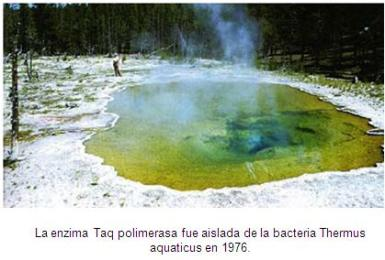 La enzima Taq polimerasa fue aislada de la bacteria Thermus
aquaticus en 1976.